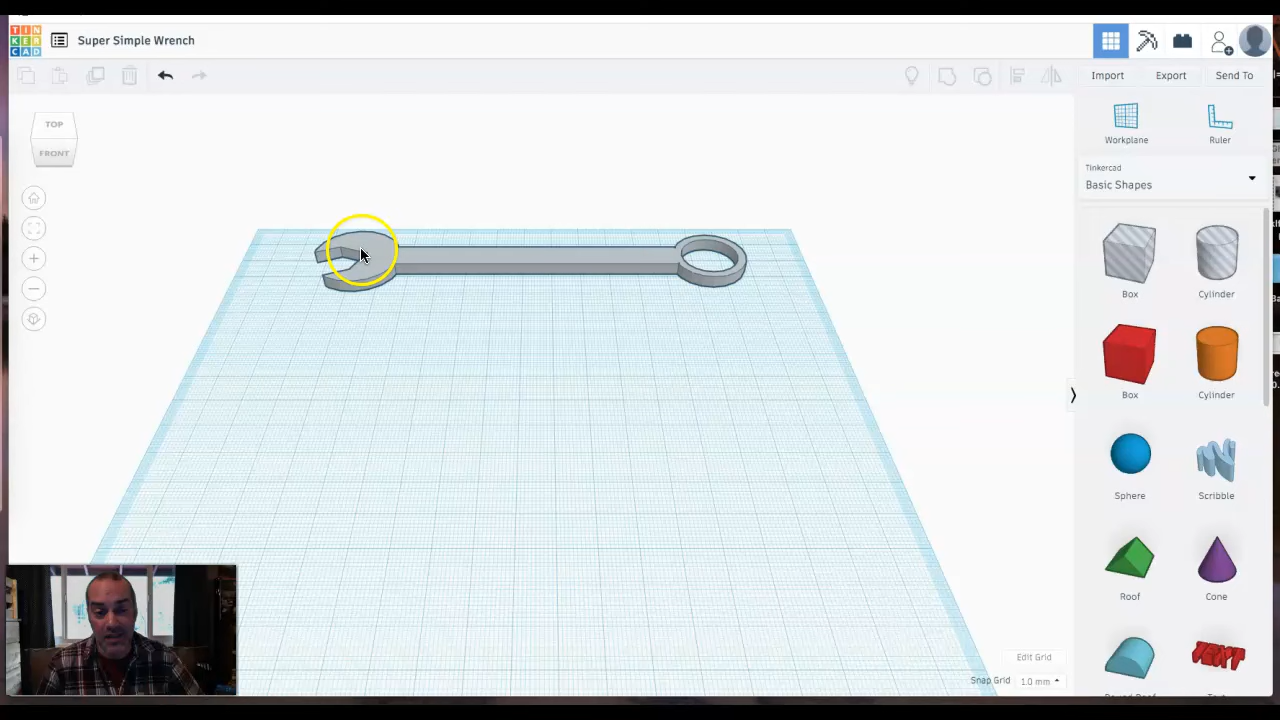 TIN
KER
CAD
Super Simple Wrench
Import
Export
Send To
TOP
FRONT
Workplane
Ruler
Tinkercad
Basic Shapes
Box
Cylinder
Box
Cylinder
Sphere
Scribble
Roof
Cone
TEXT
Edit Grid
Snap Grid
1.0 mm